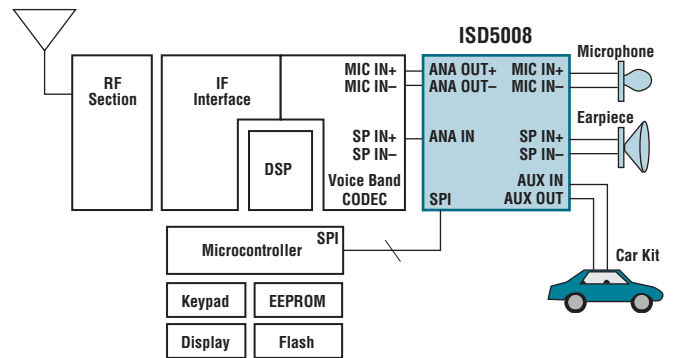 ISD5008
RF
Section
IF
Interface
DSP
MIC IN+
MIC IN–
SP IN+
SP IN–
Voice Band
CODEC
ANA OUT+
ANA OUT–
ANA IN
SPI
MIC IN+
MIC IN–
SP IN+
SP IN–
AUX IN
AUX OUT
Microphone
Earpiece
Car Kit
SPI
Microcontroller
Keypad
EEPROM
Display
Flash